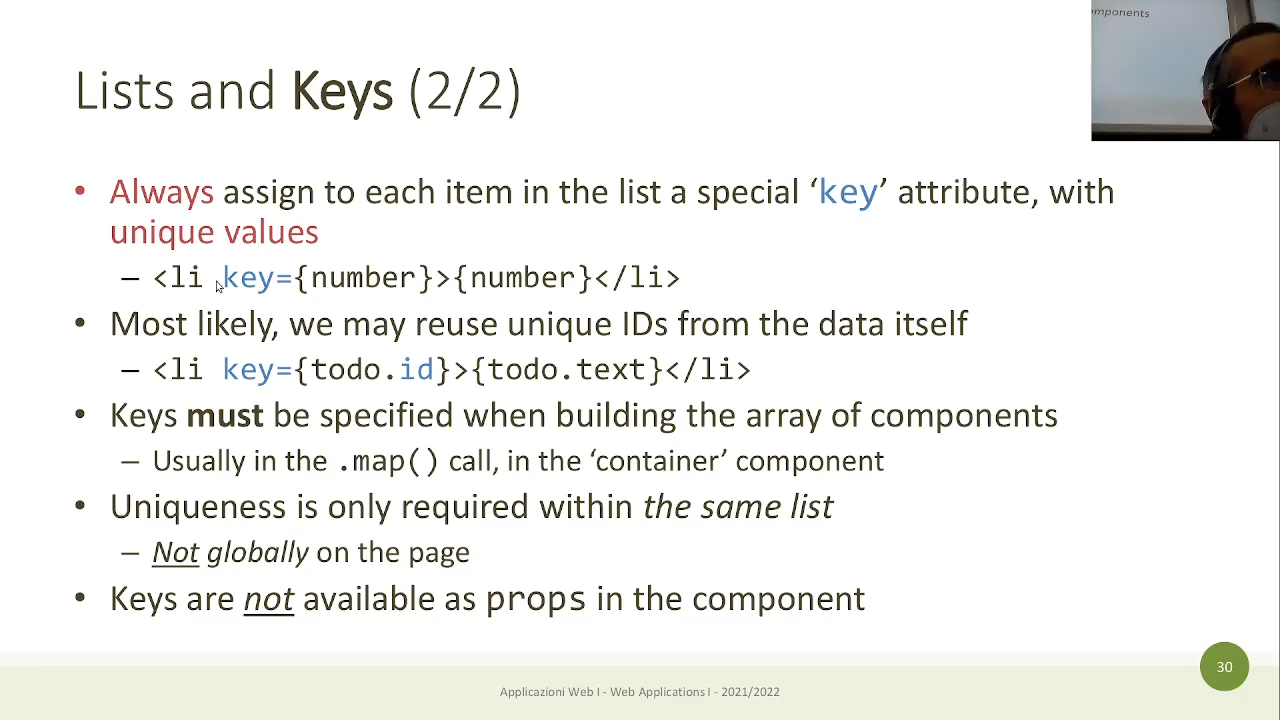 omponents
Lists and Keys (2/2)
• Always assign to each item in the list a special ‘key’ attribute, with
unique values
– <li key={number}>{number}</li>
• Most likely, we may reuse unique IDs from the data itself
– <li key={todo.id}>{todo.text}</li>
• Keys must be specified when building the array of components
– Usually in the .map() call, in the ‘container’ component
• Uniqueness is only required within the same list
– Not globally on the page
• Keys are not available as props in the component
30
Applicazioni Web I - Web Applications I - 2021/2022